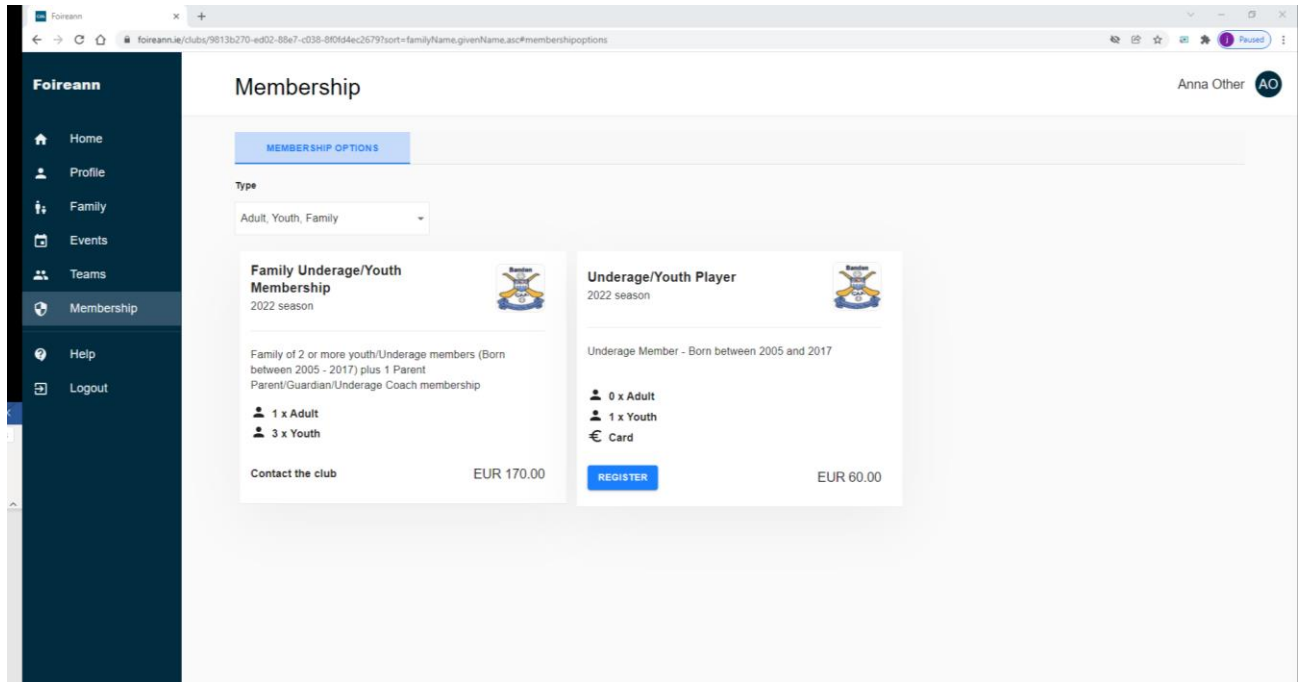 Foireann
foireann.ie/clubs/9813b270-ed02-88e7-c038-8f0fd4ec2679?sort=familyName.givenName.asc#membershipoptions
Paused
Foireann
Membership
Anna Other
AO
Home
Profile
Family
Events
Teams
Membership
Help
Logout
MEMBERSHIP OPTIONS
Type
Adult, Youth, Family
Family Underage/Youth
Membership
2022 season
Bandon
Family of 2 or more youth/Underage members (Born
between 2005 - 2017) plus 1 Parent
Parent/Guardian/Underage Coach membership
1 x Adult
3 x Youth
Contact the club
EUR 170.00
Underage/Youth Player
2022 season
Bandon
Underage Member - Born between 2005 and 2017
0 x Adult
1 x Youth
Card
REGISTER
EUR 60.00